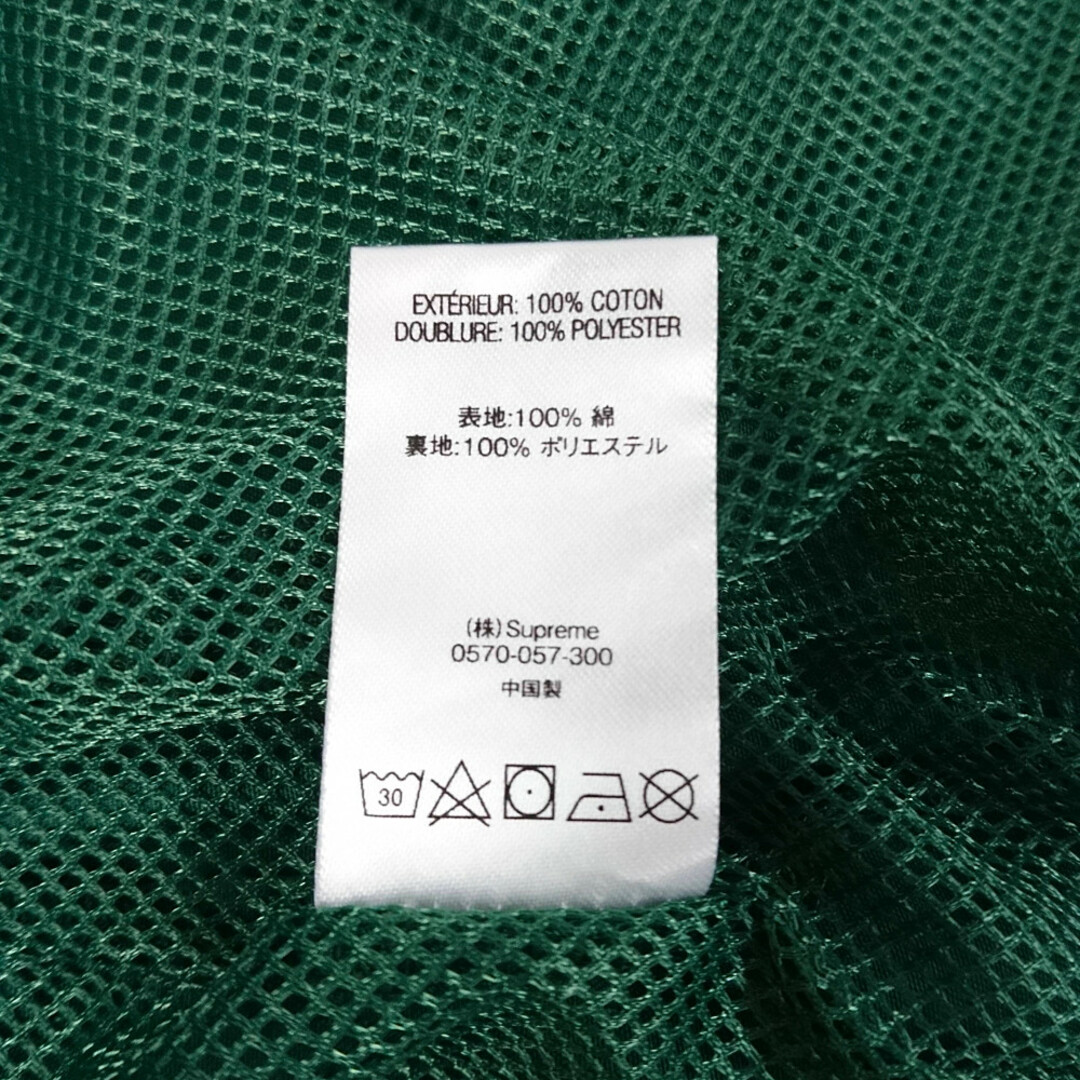 EXTÉRIEUR: 100% COTON
DOUBLURE: 100% POLYESTER
表地:100% 綿
裏地:100% ポリエステル
(株)Supreme
0570-057-300
中国製
30